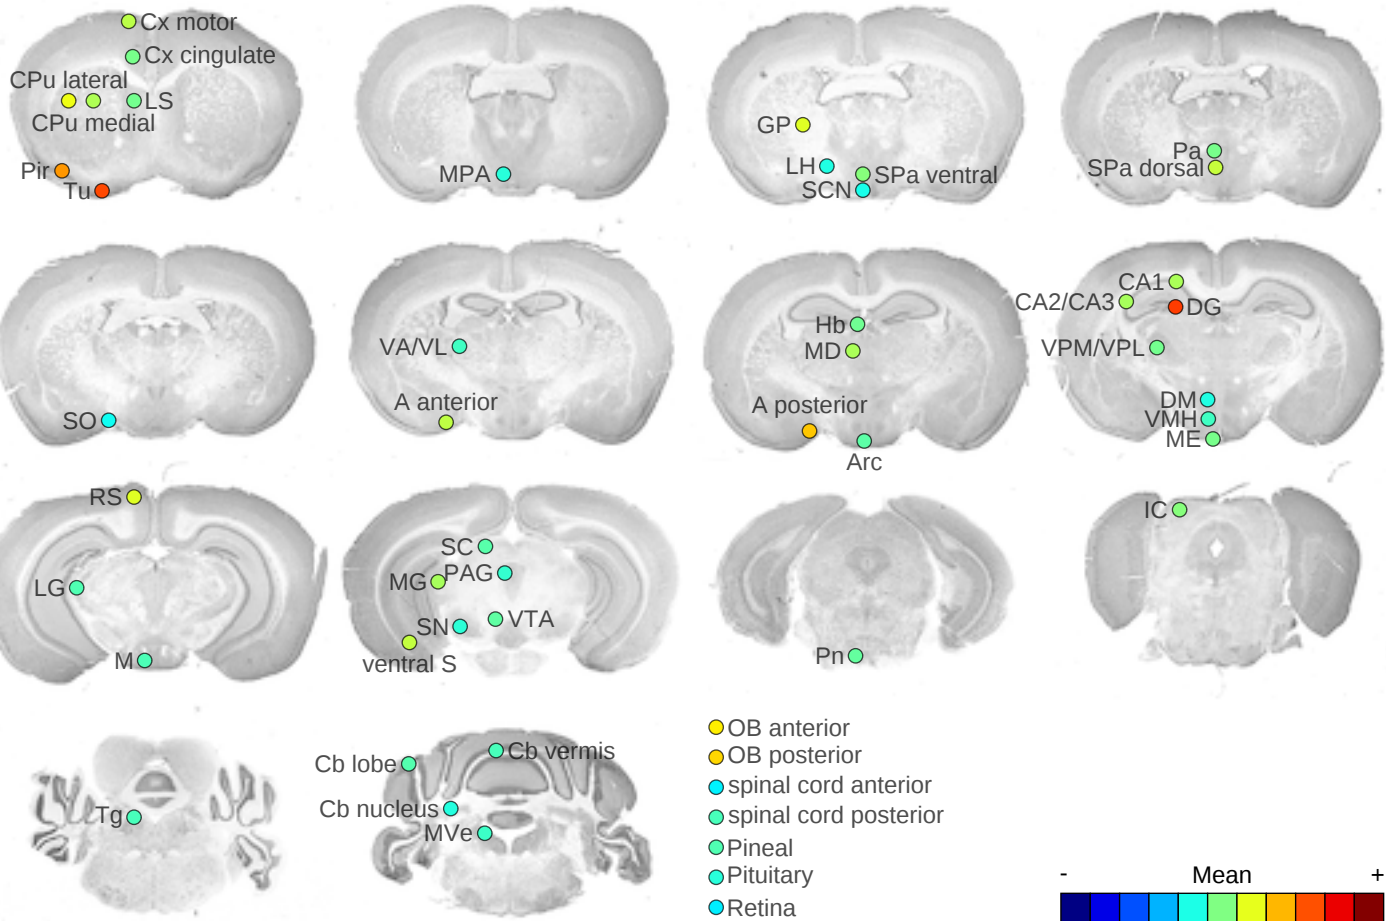 Cx motor
Cx cingulate
CPu lateral
LS
CPu medial
Pir
Tu
MPA
GP
LH
SPa ventral
SCN
Pa
SPa dorsal
SO
VA/VL
A anterior
Hb
MD
A posterior
Arc
CA1
CA2/CA3
DG
VPM/VPL
DM
VMH
ME
RS
LG
M
SC
PAG
MG
VTA
SN
ventral S
Pn
IC
Tg
Cb vermis
Cb lobe
Cb nucleus
MVe
OB anterior
OB posterior
spinal cord anterior
spinal cord posterior
Pineal
Pituitary
Retina
- Mean +